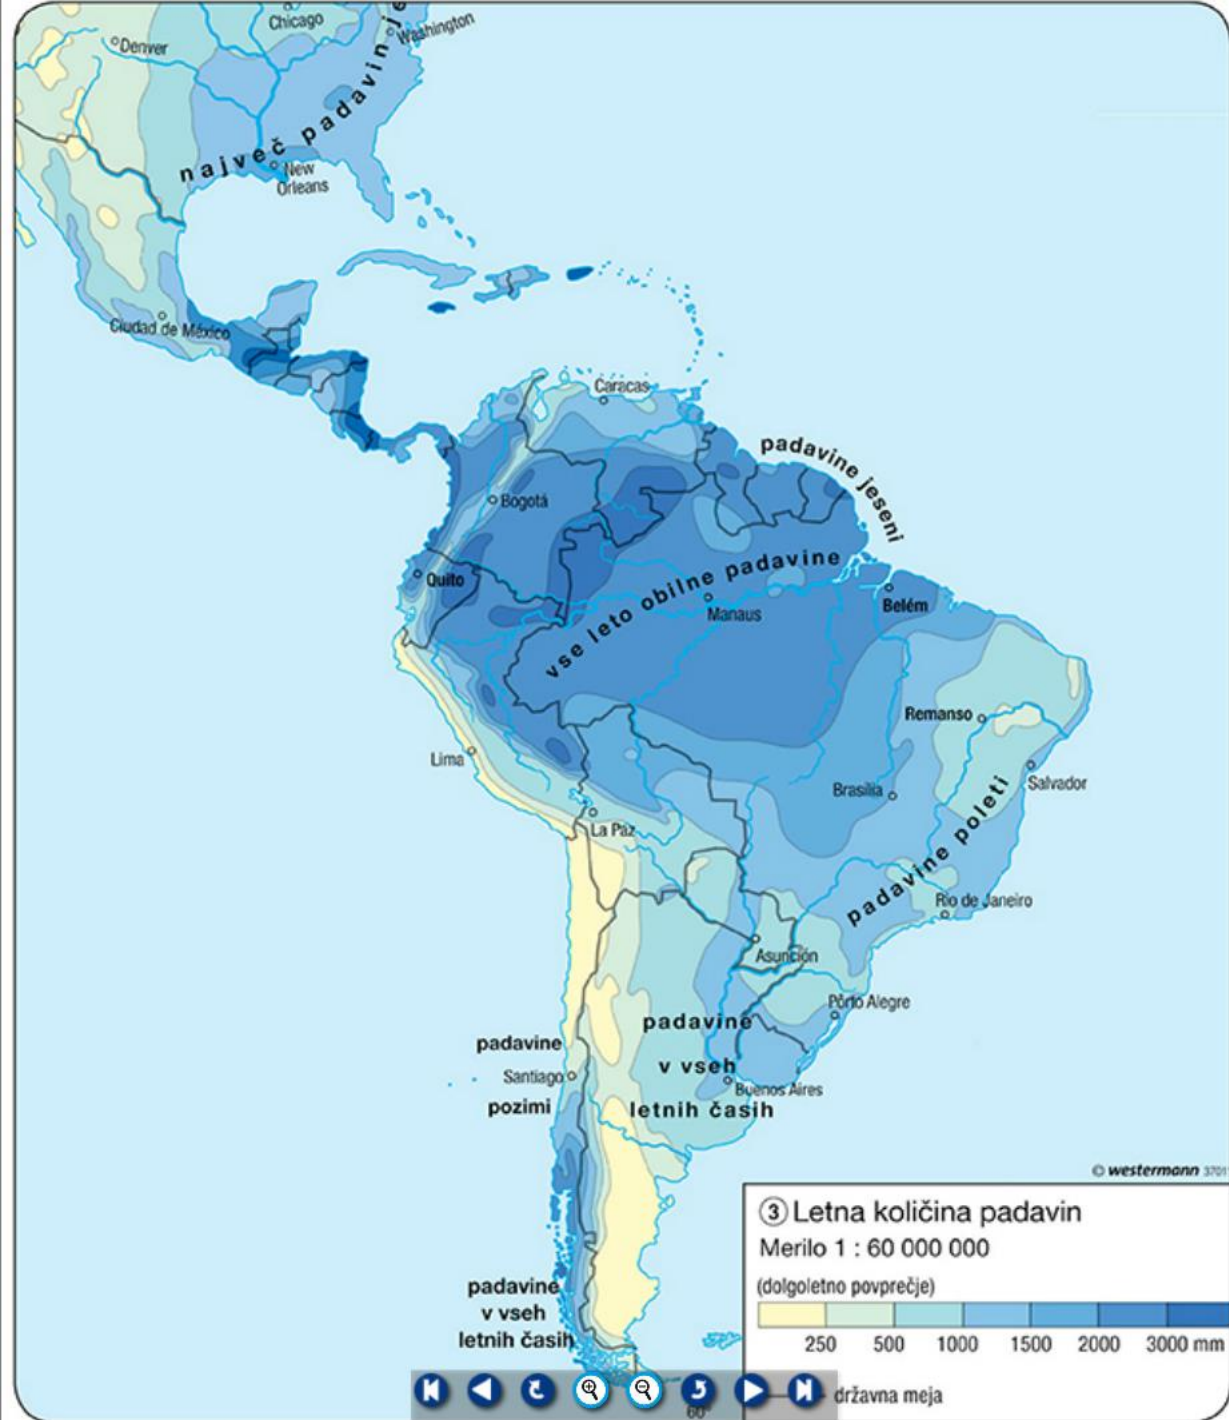 Chicago
Denver
Washington
največ padavin je
New
Orleans
Ciudad de México
Caracas
padavine jeseni
Bogotá
Quito
vse leto obilne padavine
Manaus
Belém
Remanso
Lima
Salvador
Brasília
La Paz
padavine poleti
Rio de Janeiro
Asunción
Pôrto Alegre
padavine
v vseh
letnih časih
padavine
Santiago
pozimi
Buenos Aires
© westermann
3 Letna količina padavin
Merilo 1 : 60 000 000
(dolgoletno povprečje)
250 500 1000 1500 2000 3000 mm
padavine
v vseh
letnih časih
državna meja
60°